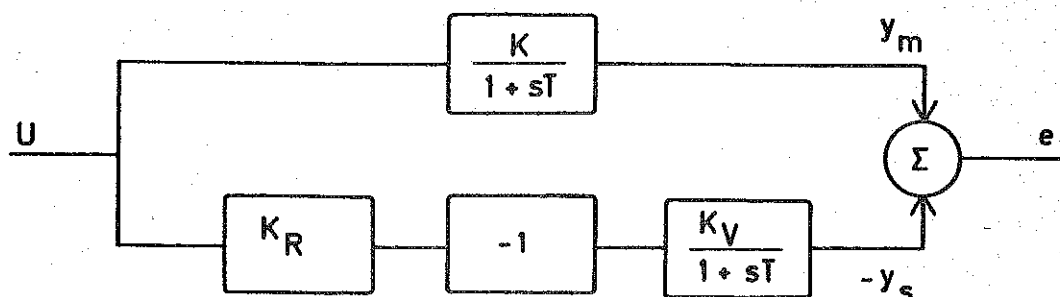 K
1 + sT
y_m
U
Σ
e
K_R
-1
K_V
1 + sT
-y_s